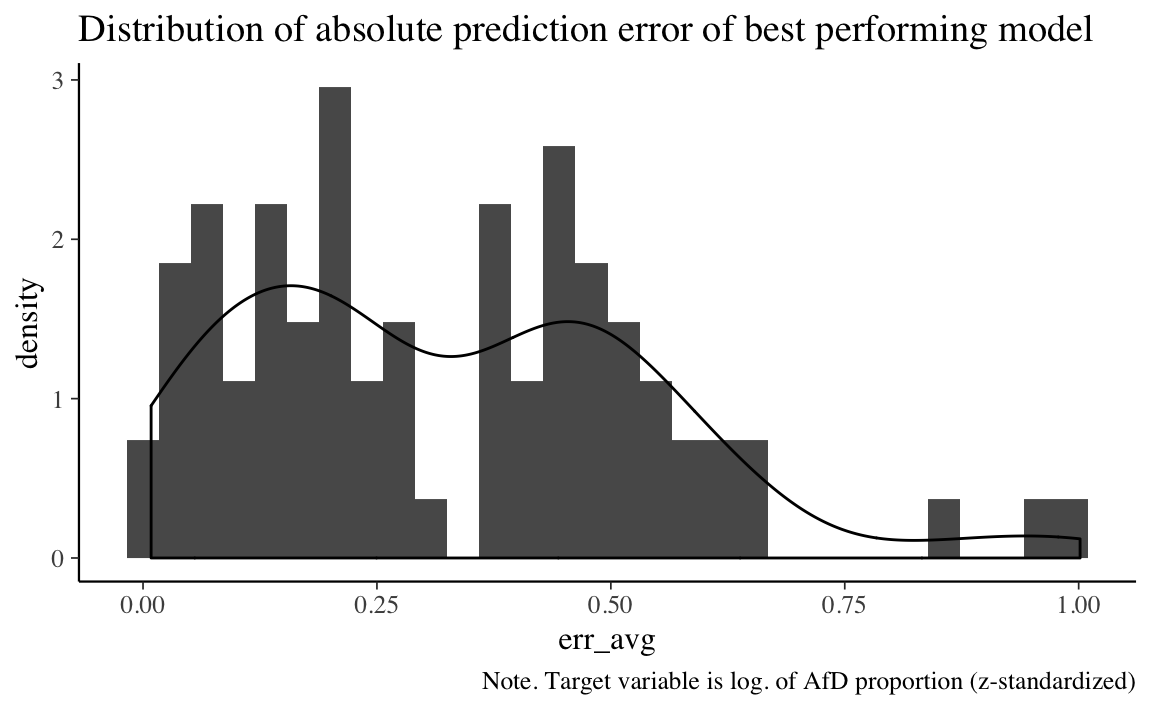 Distribution of absolute prediction error of best performing model
3
2
1
0
density
0.00 0.25 0.50 0.75 1.00
err_avg
Note. Target variable is log. of AfD proportion (z-standardized)